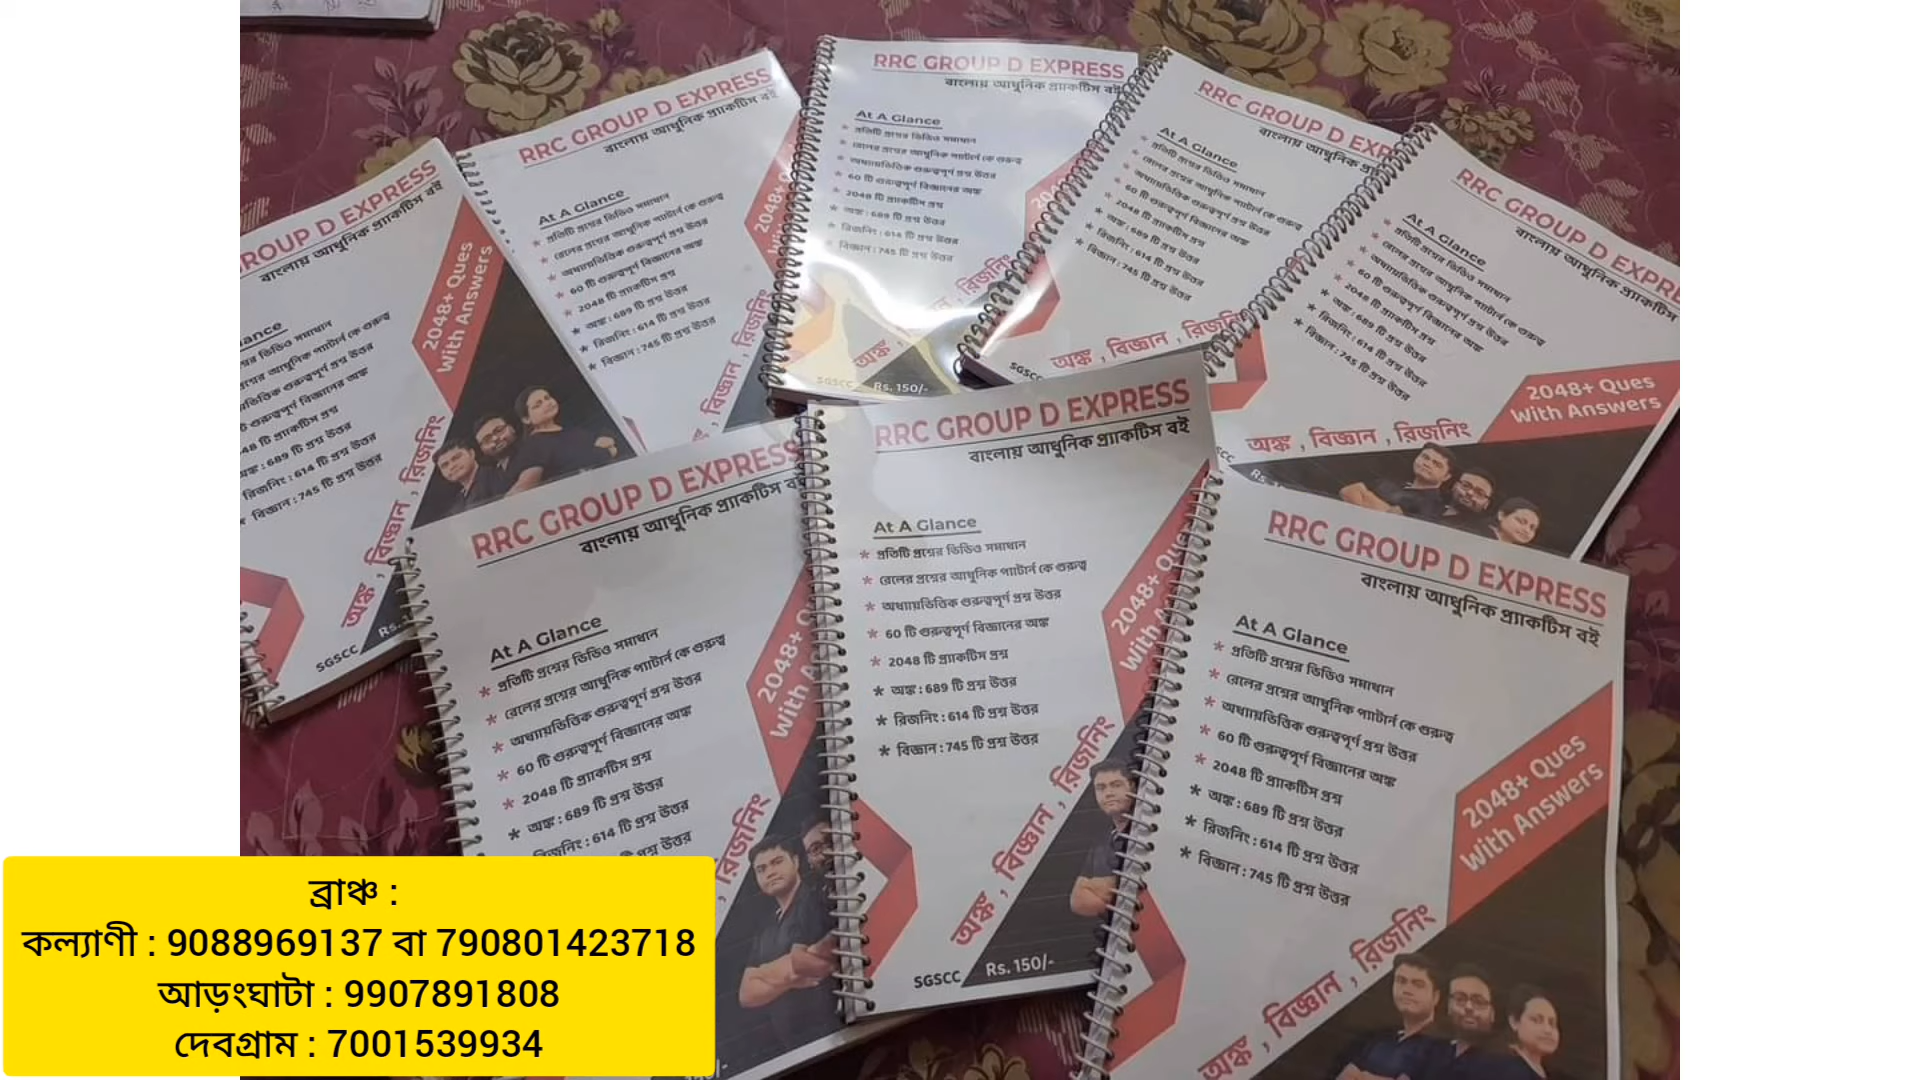 RRC GROUP D EXPRESS
বাংলায় আধুনিক প্র্যাকটিস বই
At A Glance
* প্রতিটি প্রশ্নের ভিডিও সমাধান
* রেলের প্রশ্নের আধুনিক প্যাটার্ন কে গুরুত্ব
* অধ্যায়ভিত্তিক গুরুত্বপূর্ণ প্রশ্ন উত্তর
* 60 টি গুরুত্বপূর্ণ বিজ্ঞানের অঙ্ক
* 2048 টি প্র্যাকটিস প্রশ্ন
* অঙ্ক : 689 টি প্রশ্ন উত্তর
* রিজনিং : 614 টি প্রশ্ন উত্তর
* বিজ্ঞান : 745 টি প্রশ্ন উত্তর
2048+ Ques
With Answers
অঙ্ক , বিজ্ঞান , রিজনিং
SGSCC
Rs. 150/-
ব্রাঞ্চ :
কল্যাণী : 9088969137 বা 790801423718
আড়ংঘাটা : 9907891808
দেবগ্রাম : 7001539934